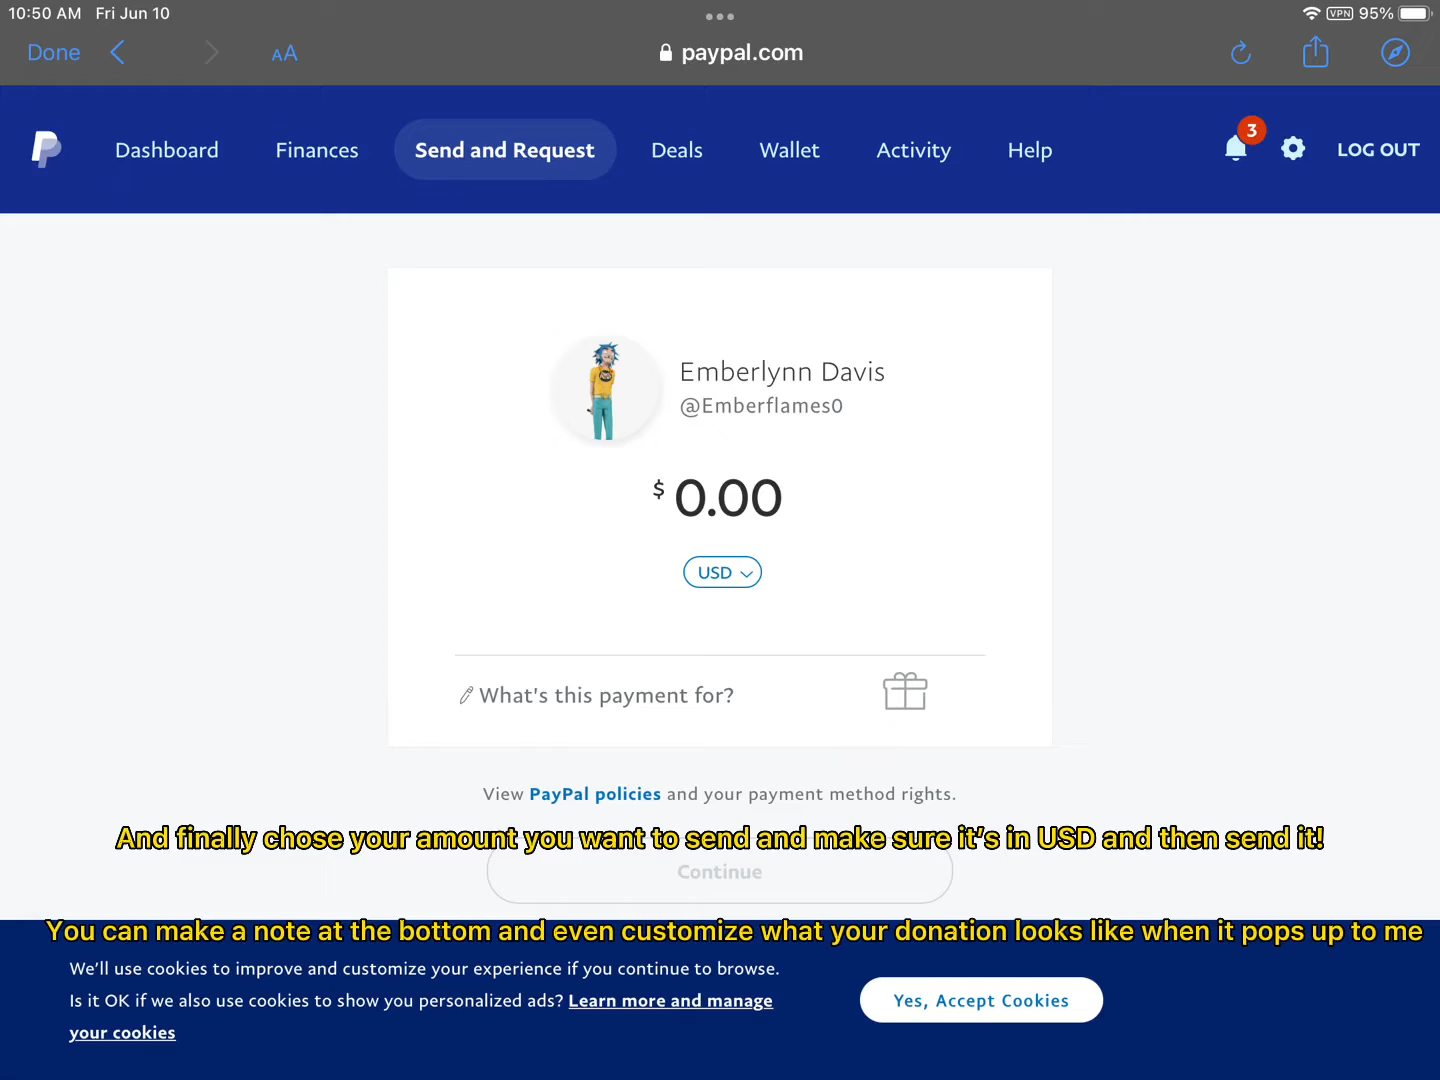 10:50 AM Fri Jun 10
VPN 95%
Done
AA
paypal.com
Dashboard
Finances
Send and Request
Deals
Wallet
Activity
Help
3
LOG OUT
Emberlynn Davis
@Emberflames0
$ 0.00
USD
What's this payment for?
View PayPal policies and your payment method rights.
And finally chose your amount you want to send and make sure it's in USD and then send it!
Continue
You can make a note at the bottom and even customize what your donation looks like when it pops up to me
We'll use cookies to improve and customize your experience if you continue to browse.
Is it OK if we also use cookies to show you personalized ads? Learn more and manage
your cookies
Yes, Accept Cookies